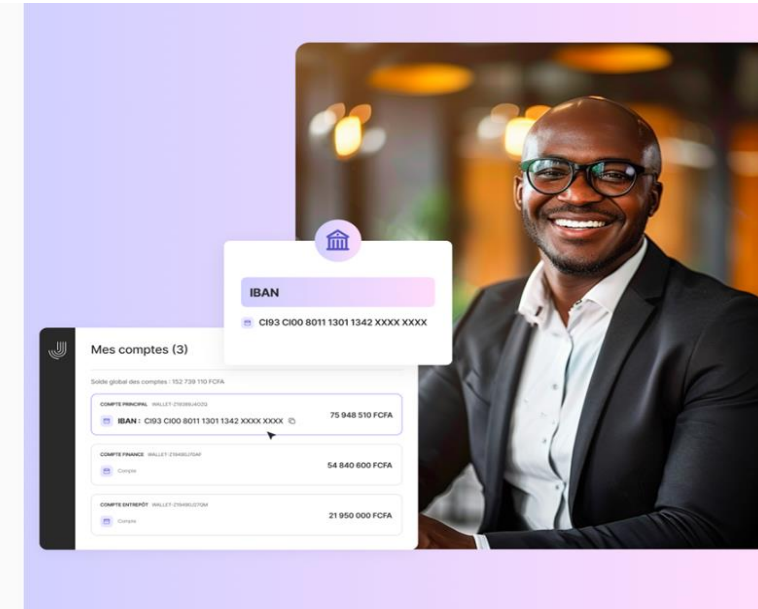 IBAN
CI93 CI00 8011 1301 1342 XXXX XXXX
Mes comptes (3)
Solde global des comptes : 152 739 110 FCFA
COMPTE PRINCIPAL
IBAN : CI93 CI00 8011 1301 1342 XXXX XXXX
75 948 510 FCFA
COMPTE FINANCE
Compte
54 840 600 FCFA
COMPTE ENTREPÔT
Compte
21 950 000 FCFA